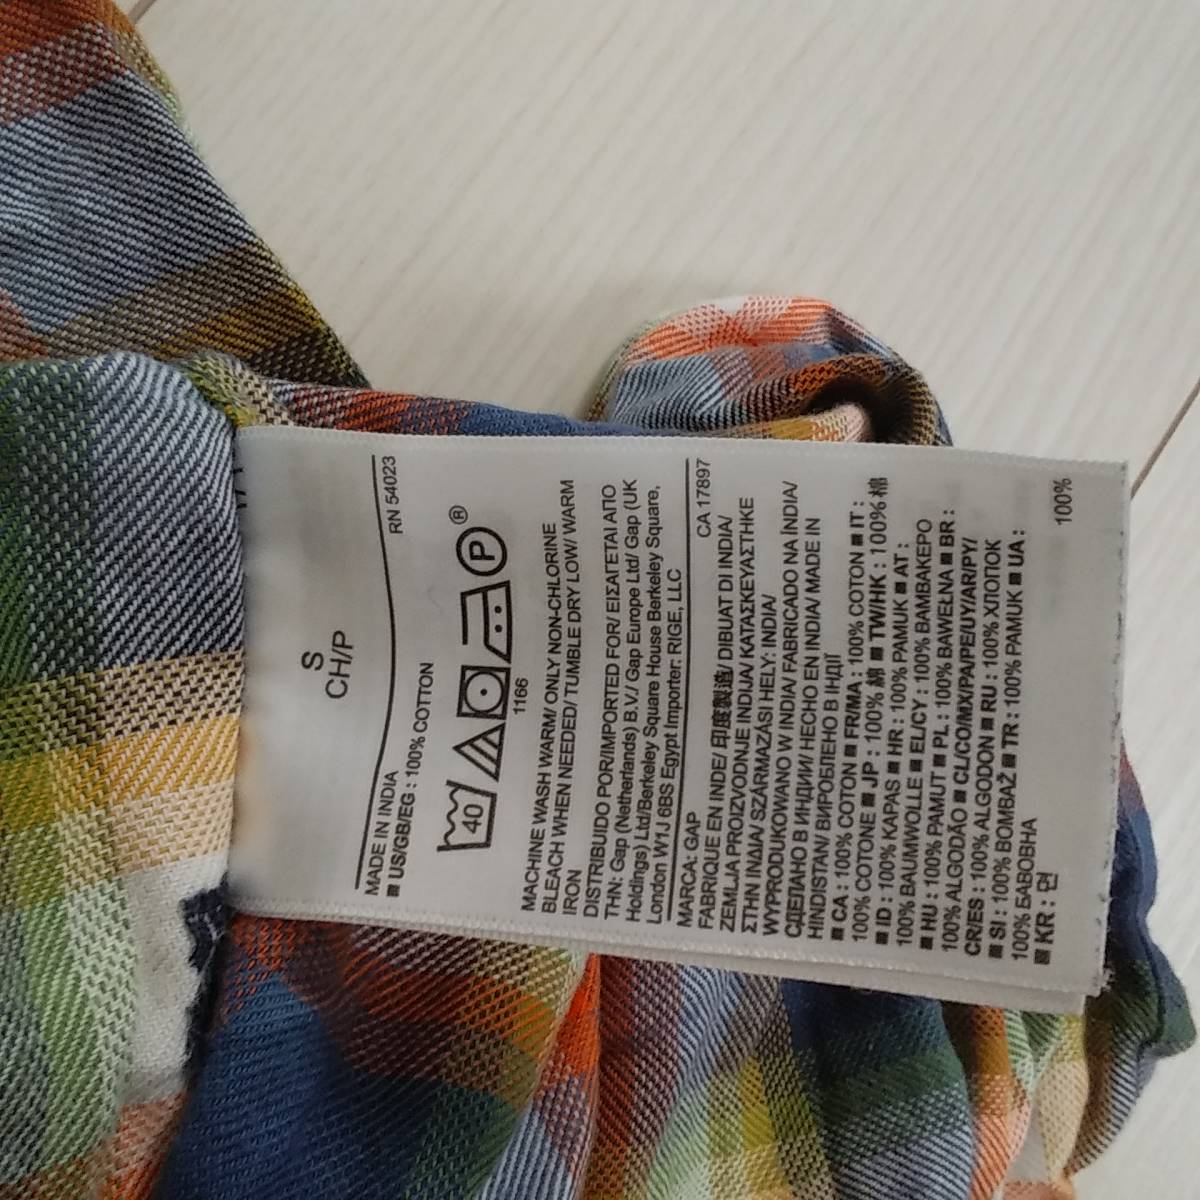 S
CH/P
RN 54023
MADE IN INDIA
■ US/GB/EG : 100% COTTON
40
P
®
1166
MACHINE WASH WARM/ ONLY NON-CHLORINE
BLEACH WHEN NEEDED/ TUMBLE DRY LOW/ WARM
IRON
DISTRIBUIDO POR/IMPORTED FOR/ ΕΙΣΑΓΕΤΑΙ ΑΠΟ
ΤΗΝ: Gap (Netherlands) B.V./ Gap Europe Ltd/ Gap (UK
Holdings) Ltd/Berkeley Square House Berkeley Square,
London W1J 6BS Egypt Importer: RIGE, LLC
MARCA: GAP
CA 17897
FABRIQUE EN INDE/ 印度製造/ DIBUAT DI INDIA/
ZEMLJA PROIZVODNJE INDIJA/ ΚΑΤΑΣΚΕΥΑΣΤΗΚΕ
ΣΤΗΝ ΙΝΔΙΑ/ SZÁRMAZÁSI HELY: INDIA/
WYPRODUKOWANO W INDIA/ FABRICADO NA ÍNDIA/
СДЕЛАНО В ИНДИИ/ HECHO EN INDIA/ MADE IN
HINDISTAN/ ВИРОБЛЕНО В ІНДІЇ
■ CA : 100% COTON ■ FR/MA : 100% COTON ■ IT :
100% COTONE ■ JP : 100% 綿 ■ TW/HK : 100% 棉
■ ID : 100% KAPAS ■ HR : 100% PAMUK ■ AT :
100% BAUMWOLLE ■ EL/CY : 100% ΒΑΜΒΑΚΕΡΟ
■ HU : 100% PAMUT ■ PL : 100% BAWEŁNA ■ BR :
100% ALGODÃO ■ CL/CO/MX/PA/PE/UY/AR/PY/
CR/ES : 100% ALGODON ■ RU : 100% ХЛОПОК
■ SI : 100% BOMBAŽ ■ TR : 100% PAMUK ■ UA :
100% БАВОВНА
■ KR : 면
100%